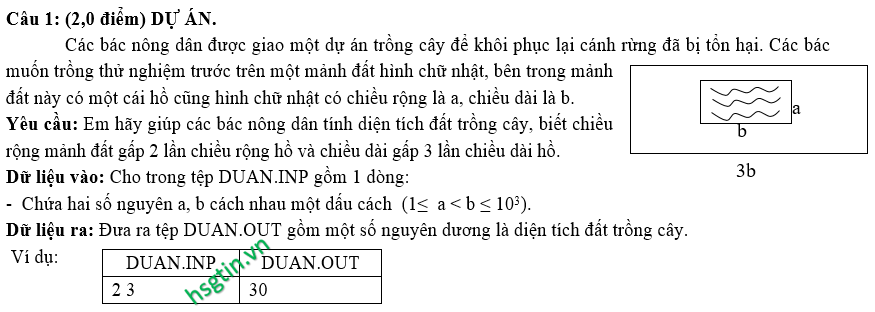 Câu 1: (2,0 điểm) DỰ ÁN.
Các bác nông dân được giao một dự án trồng cây để khôi phục lại cánh rừng đã bị tổn hại. Các bác
muốn trồng thử nghiệm trước trên một mảnh đất hình chữ nhật, bên trong mảnh
đất này có một cái hồ cũng hình chữ nhật có chiều rộng là a, chiều dài là b.
Yêu cầu: Em hãy giúp các bác nông dân tính diện tích đất trồng cây, biết chiều
rộng mảnh đất gấp 2 lần chiều rộng hồ và chiều dài gấp 3 lần chiều dài hồ.
a
b
3b
Dữ liệu vào: Cho trong tệp DUAN.INP gồm 1 dòng:
- Chứa hai số nguyên a, b cách nhau một dấu cách (1≤ a < b ≤ 10³).
Dữ liệu ra: Đưa ra tệp DUAN.OUT gồm một số nguyên dương là diện tích đất trồng cây.
Ví dụ:
DUAN.INP DUAN.OUT
2 3 30
hsgtin.vn